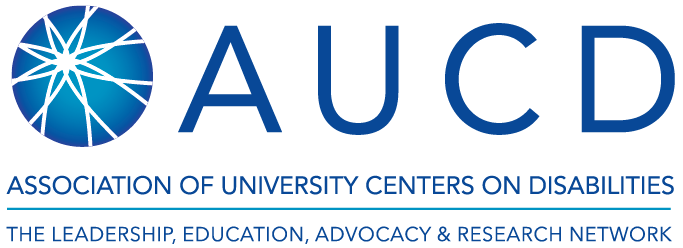 AUCD
ASSOCIATION OF UNIVERSITY CENTERS ON DISABILITIES
THE LEADERSHIP, EDUCATION, ADVOCACY & RESEARCH NETWORK